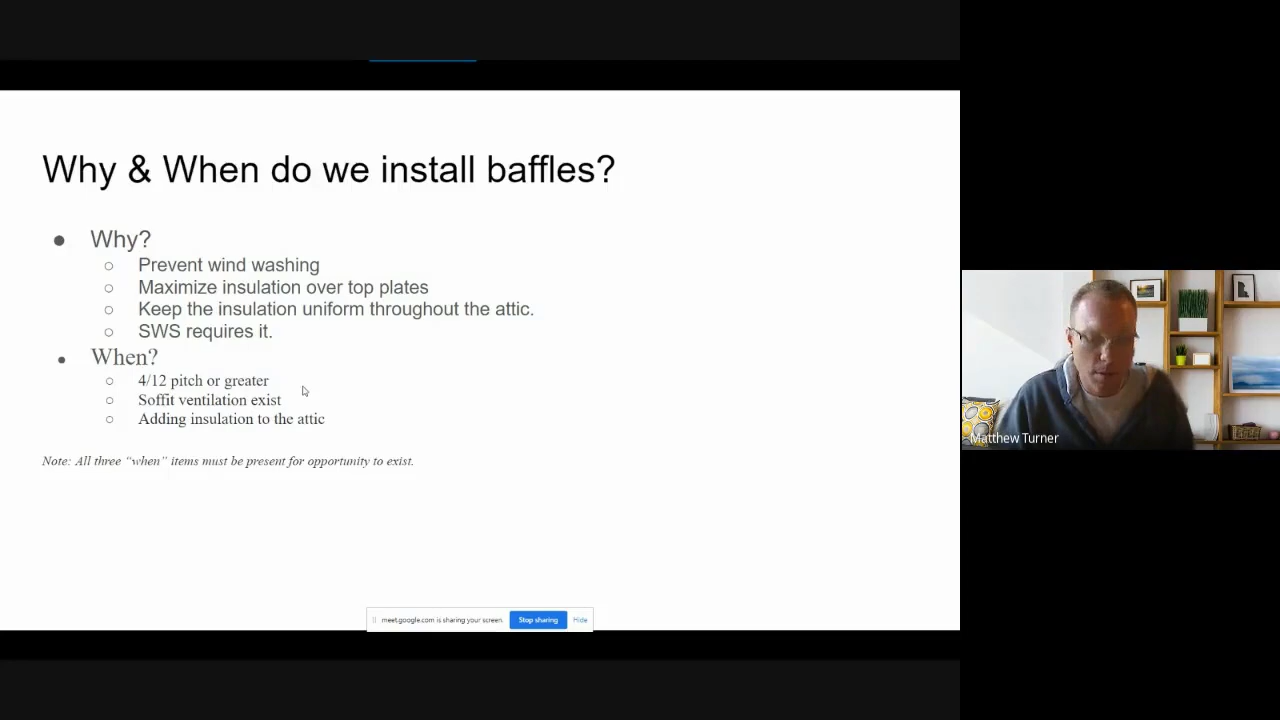 Why & When do we install baffles?
● Why?
○ Prevent wind washing
○ Maximize insulation over top plates
○ Keep the insulation uniform throughout the attic.
○ SWS requires it.
● When?
○ 4/12 pitch or greater
○ Soffit ventilation exist
○ Adding insulation to the attic
Note: All three “when” items must be present for opportunity to exist.
meet.google.com is sharing your screen. Stop sharing Hide
Matthew Turner